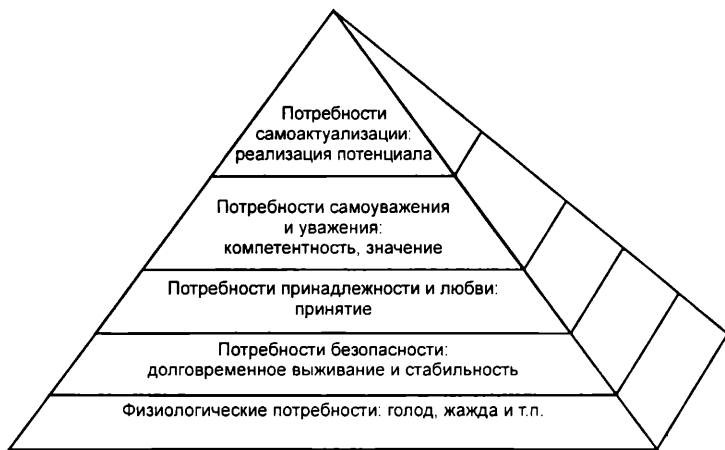 Потребности
самоактуализации:
реализация потенциала
Потребности самоуважения
и уважения:
компетентность, значение
Потребности принадлежности и любви:
принятие
Потребности безопасности:
долговременное выживание и стабильность
Физиологические потребности: голод, жажда и т.п.